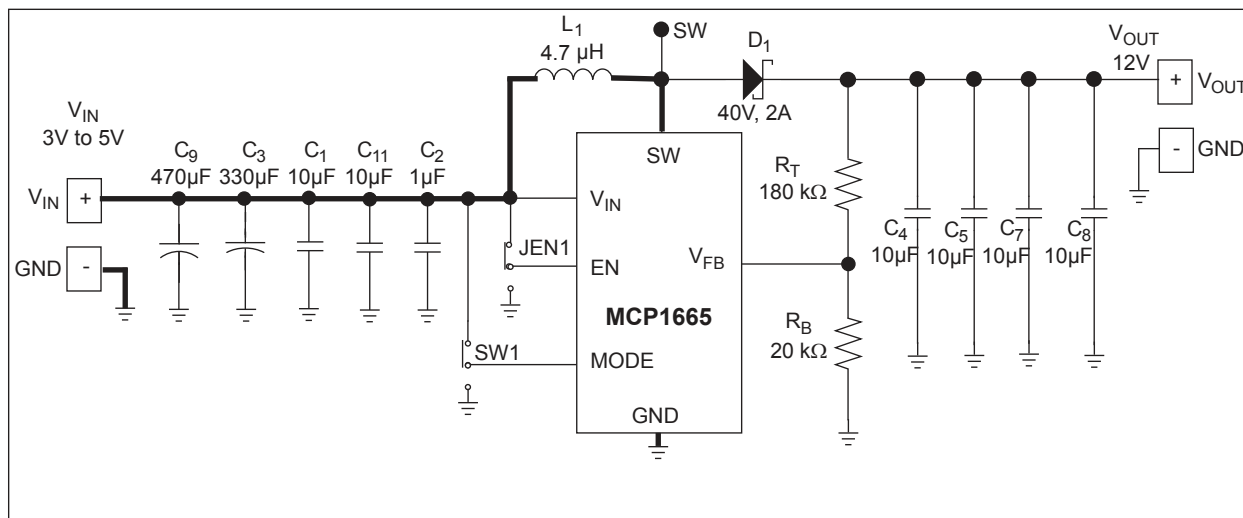 L1
4.7 µH
SW
D1
40V, 2A
VOUT
12V
+
VOUT
-
GND
VIN
3V to 5V
VIN
+
GND
-
C9
470µF
C3
330µF
C1
10µF
C11
10µF
C2
1µF
JEN1
SW1
SW
VIN
EN
VFB
MCP1665
MODE
GND
RT
180 kΩ
RB
20 kΩ
C4
10µF
C5
10µF
C7
10µF
C8
10µF